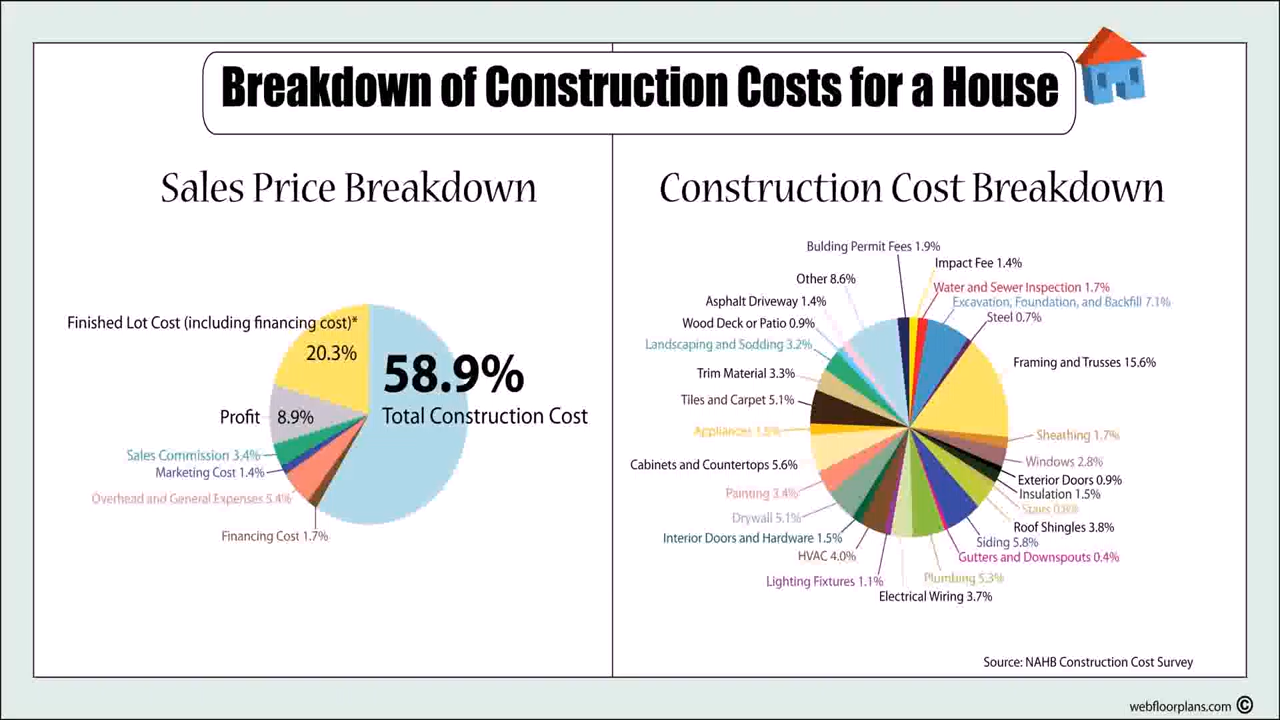 Breakdown of Construction Costs for a House
Sales Price Breakdown
Finished Lot Cost (including financing cost)*
20.3%
58.9%
Total Construction Cost
Profit 8.9%
Sales Commission 3.4%
Marketing Cost 1.4%
Overhead and General Expenses 5.4%
Financing Cost 1.7%
Construction Cost Breakdown
Bulding Permit Fees 1.9%
Impact Fee 1.4%
Other 8.6%
Water and Sewer Inspection 1.7%
Asphalt Driveway 1.4%
Excavation, Foundation, and Backfill 7.1%
Wood Deck or Patio 0.9%
Steel 0.7%
Landscaping and Sodding 3.2%
Framing and Trusses 15.6%
Trim Material 3.3%
Tiles and Carpet 5.1%
Appliances
Sheathing 1.7%
Cabinets and Countertops 5.6%
Windows 2.8%
Exterior Doors 0.9%
Painting 3.4%
Insulation 1.5%
Stairs
Drywall 5.1%
Roof Shingles 3.8%
Interior Doors and Hardware 1.5%
Siding 5.8%
HVAC 4.0%
Gutters and Downspouts 0.4%
Lighting Fixtures 1.1%
Plumbing 5.3%
Electrical Wiring 3.7%
Source: NAHB Construction Cost Survey
webfloorplans.com ©